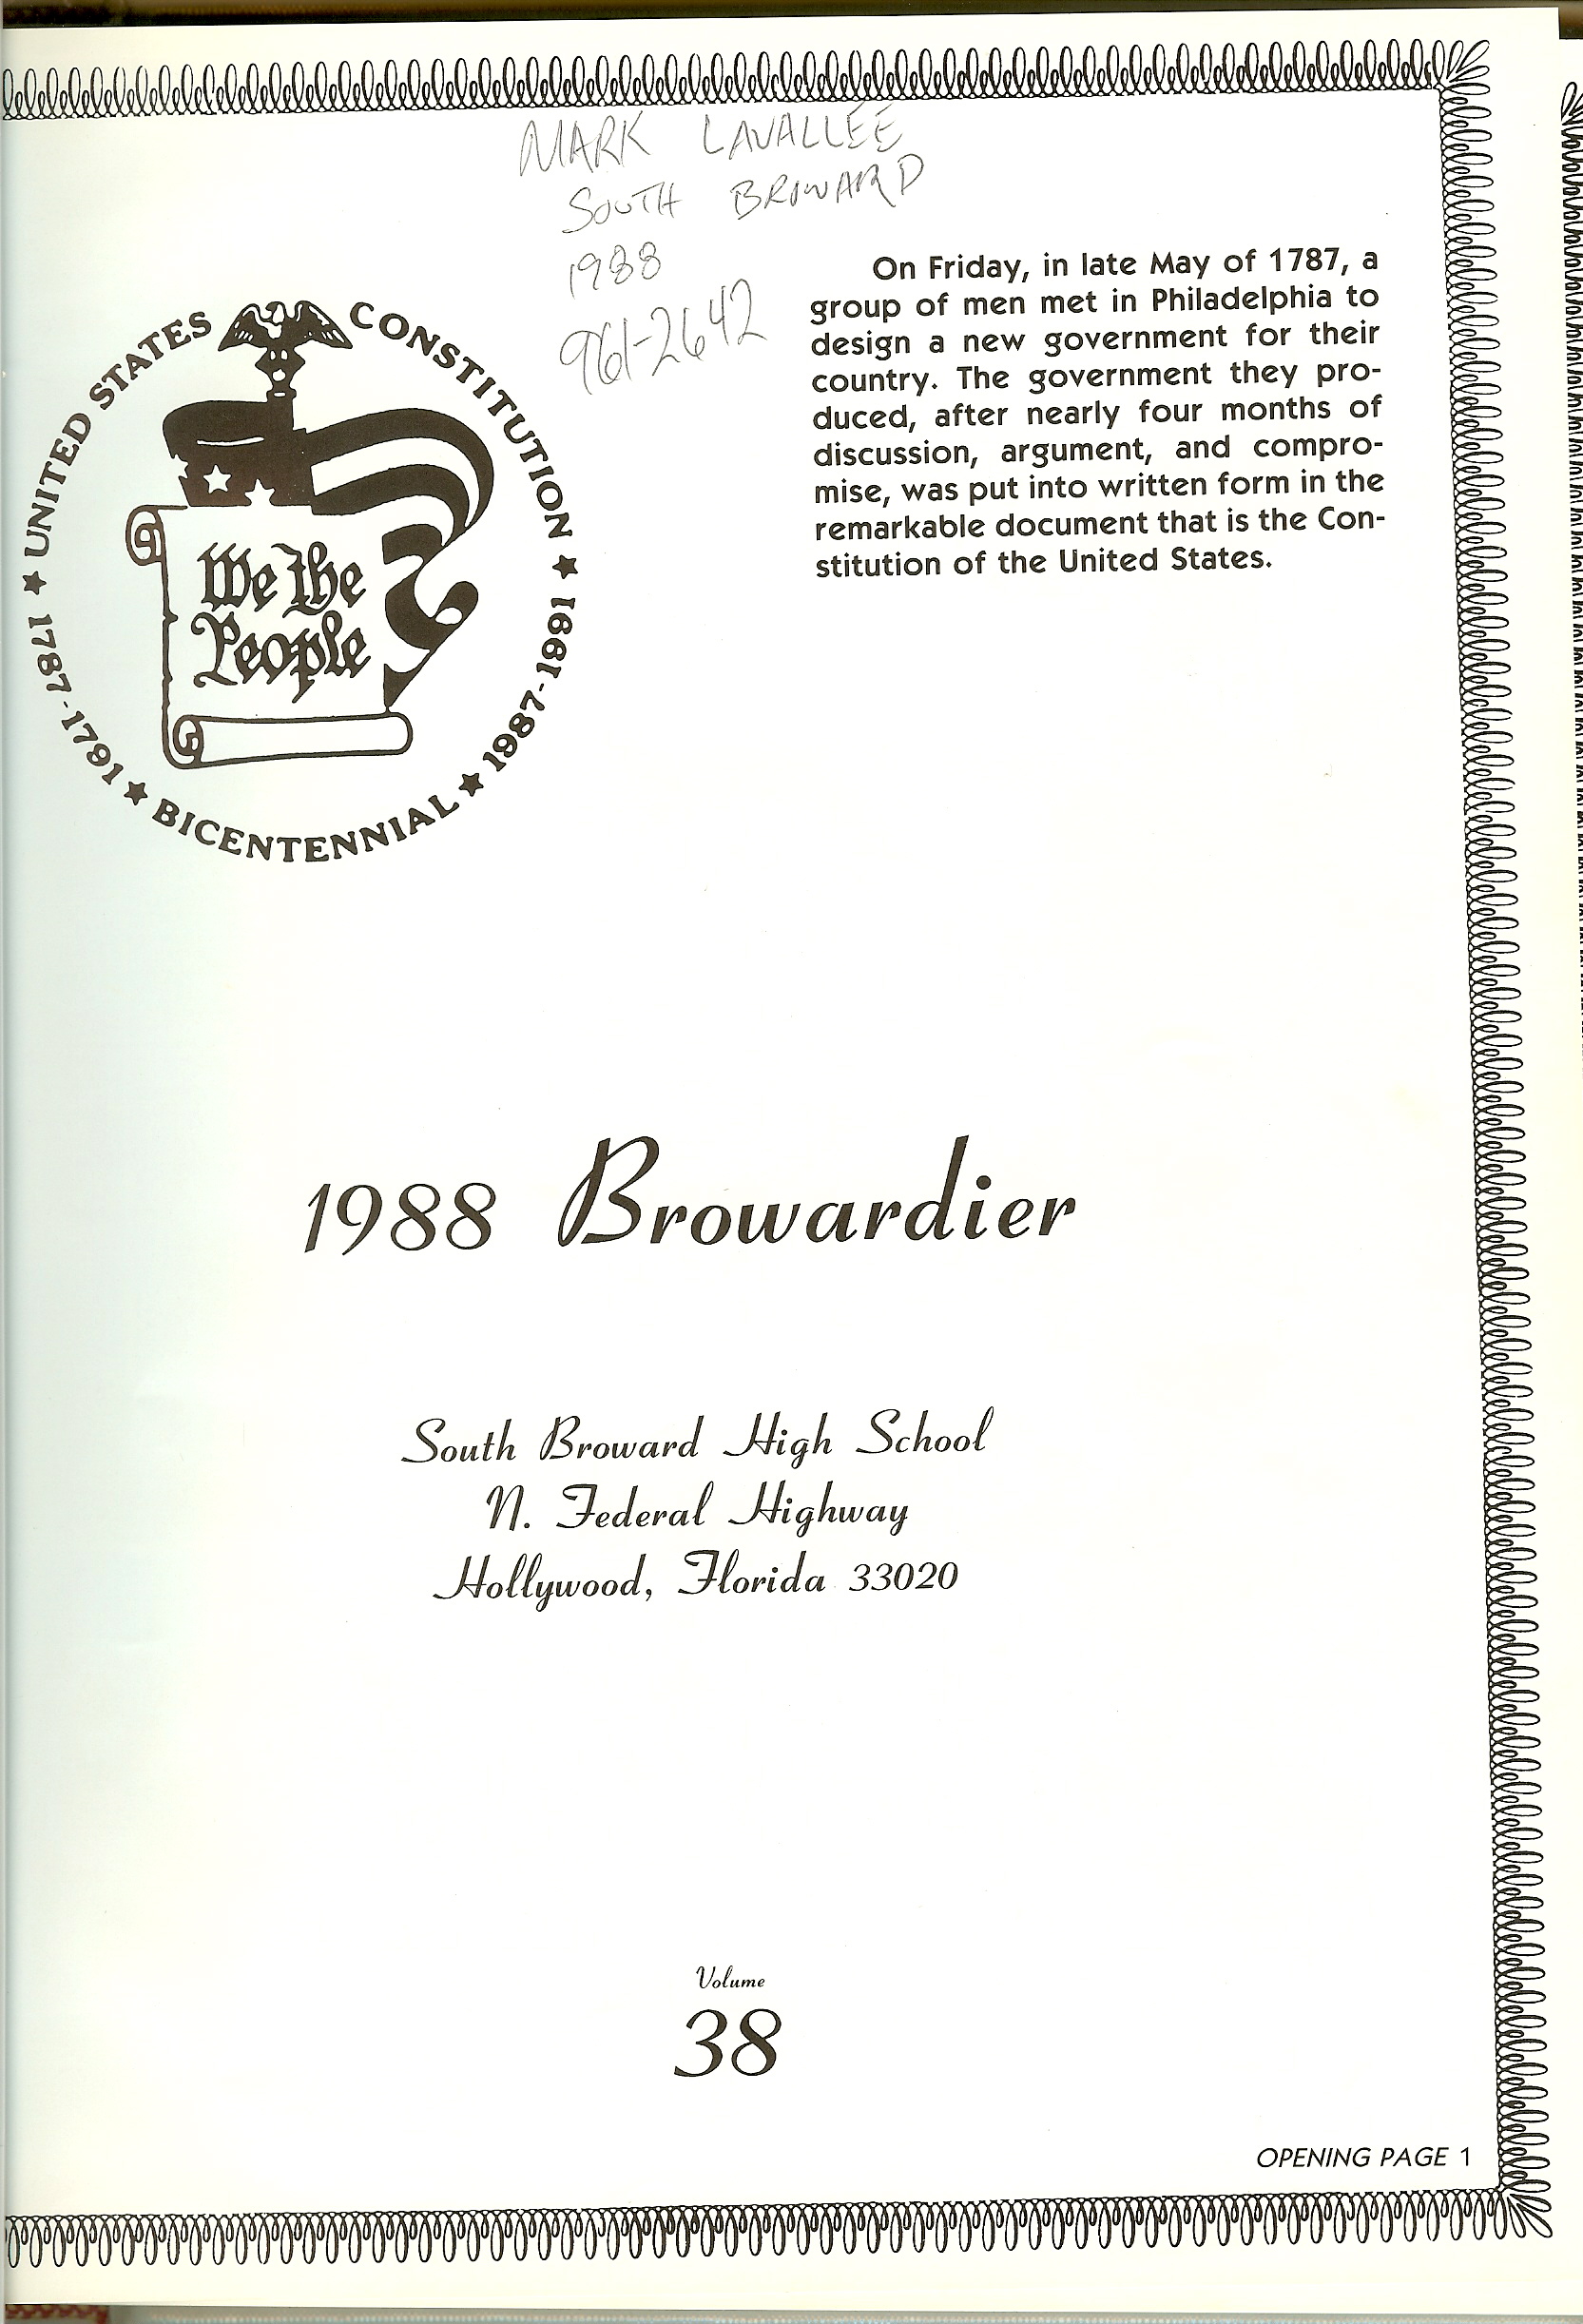 MARK LAVALLEE
SOUTH BROWARD
1988
961-2642
★ UNITED STATES CONSTITUTION ★
1787-1791 ★ BICENTENNIAL ★ 1987-1991
We the
People
On Friday, in late May of 1787, a
group of men met in Philadelphia to
design a new government for their
country. The government they pro-
duced, after nearly four months of
discussion, argument, and compro-
mise, was put into written form in the
remarkable document that is the Con-
stitution of the United States.
1988 Browardier
South Broward High School
N. Federal Highway
Hollywood, Florida 33020
Volume
38
OPENING PAGE 1